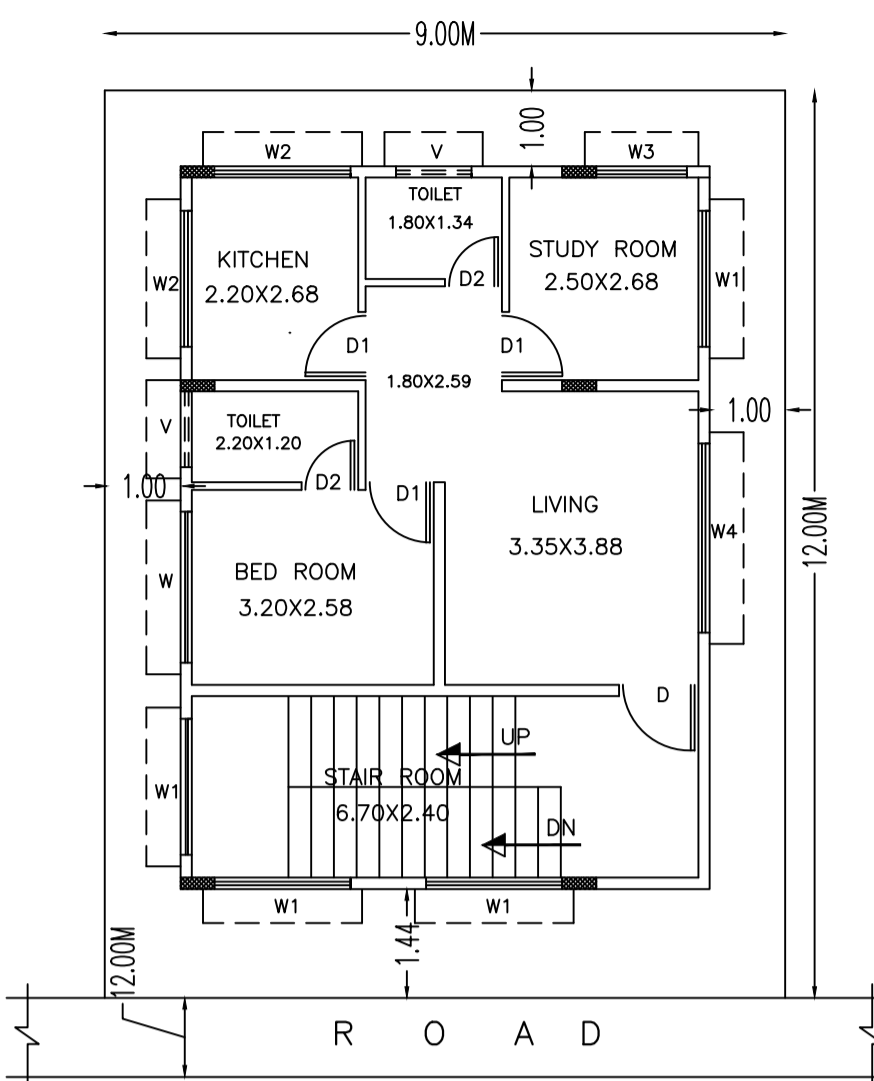 9.00M
1.00
W2
V
W3
TOILET
1.80X1.34
KITCHEN
2.20X2.68
STUDY ROOM
2.50X2.68
W2
D2
W1
D1
D1
1.80X2.59
1.00
V
TOILET
2.20X1.20
1.00
D2
D1
LIVING
3.35X3.88
W4
12.00M
W
BED ROOM
3.20X2.58
D
UP
STAIR ROOM
6.70X2.40
W1
DN
W1
W1
1.44
12.00M
ROAD